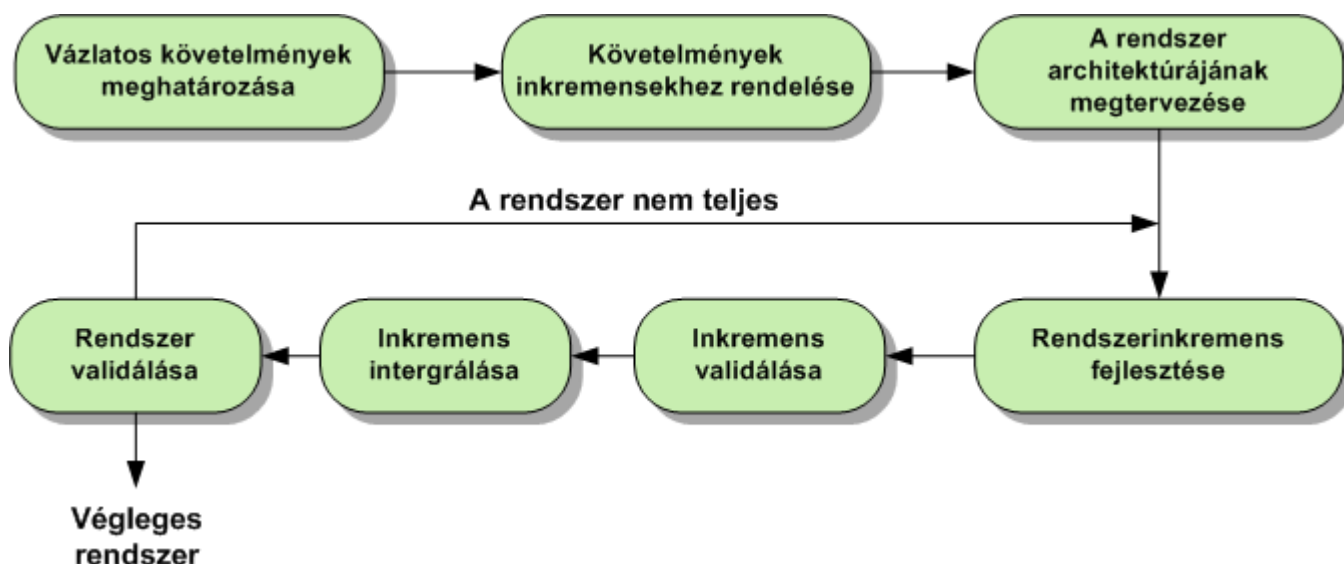 Vázlatos követelmények
meghatározása
Követelmények
inkremensekhez rendelése
A rendszer
architektúrájának
megtervezése
A rendszer nem teljes
Rendszer
validálása
Inkremens
intergrálása
Inkremens
validálása
Rendszerinkremens
fejlesztése
Végleges
rendszer